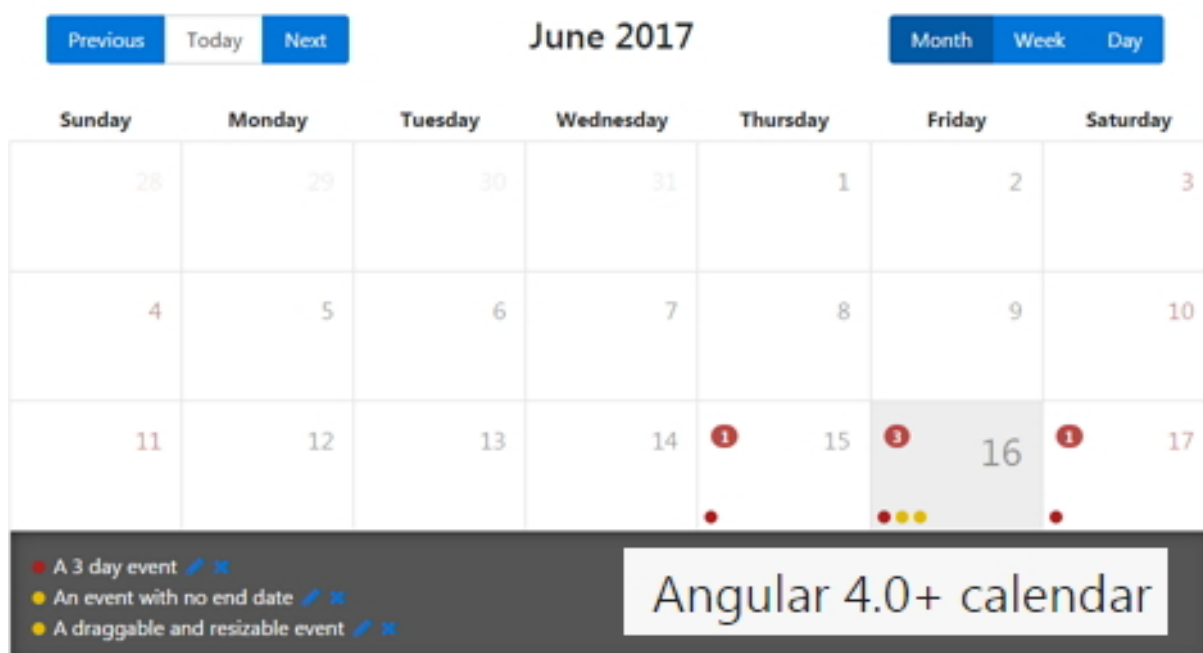 Previous Today Next June 2017 Month Week Day
Sunday Monday Tuesday Wednesday Thursday Friday Saturday
28 29 30 31 1 2 3
4 5 6 7 8 9 10
11 12 13 14 1 15 3 16 1 17
A 3 day event
An event with no end date
A draggable and resizable event
Angular 4.0+ calendar